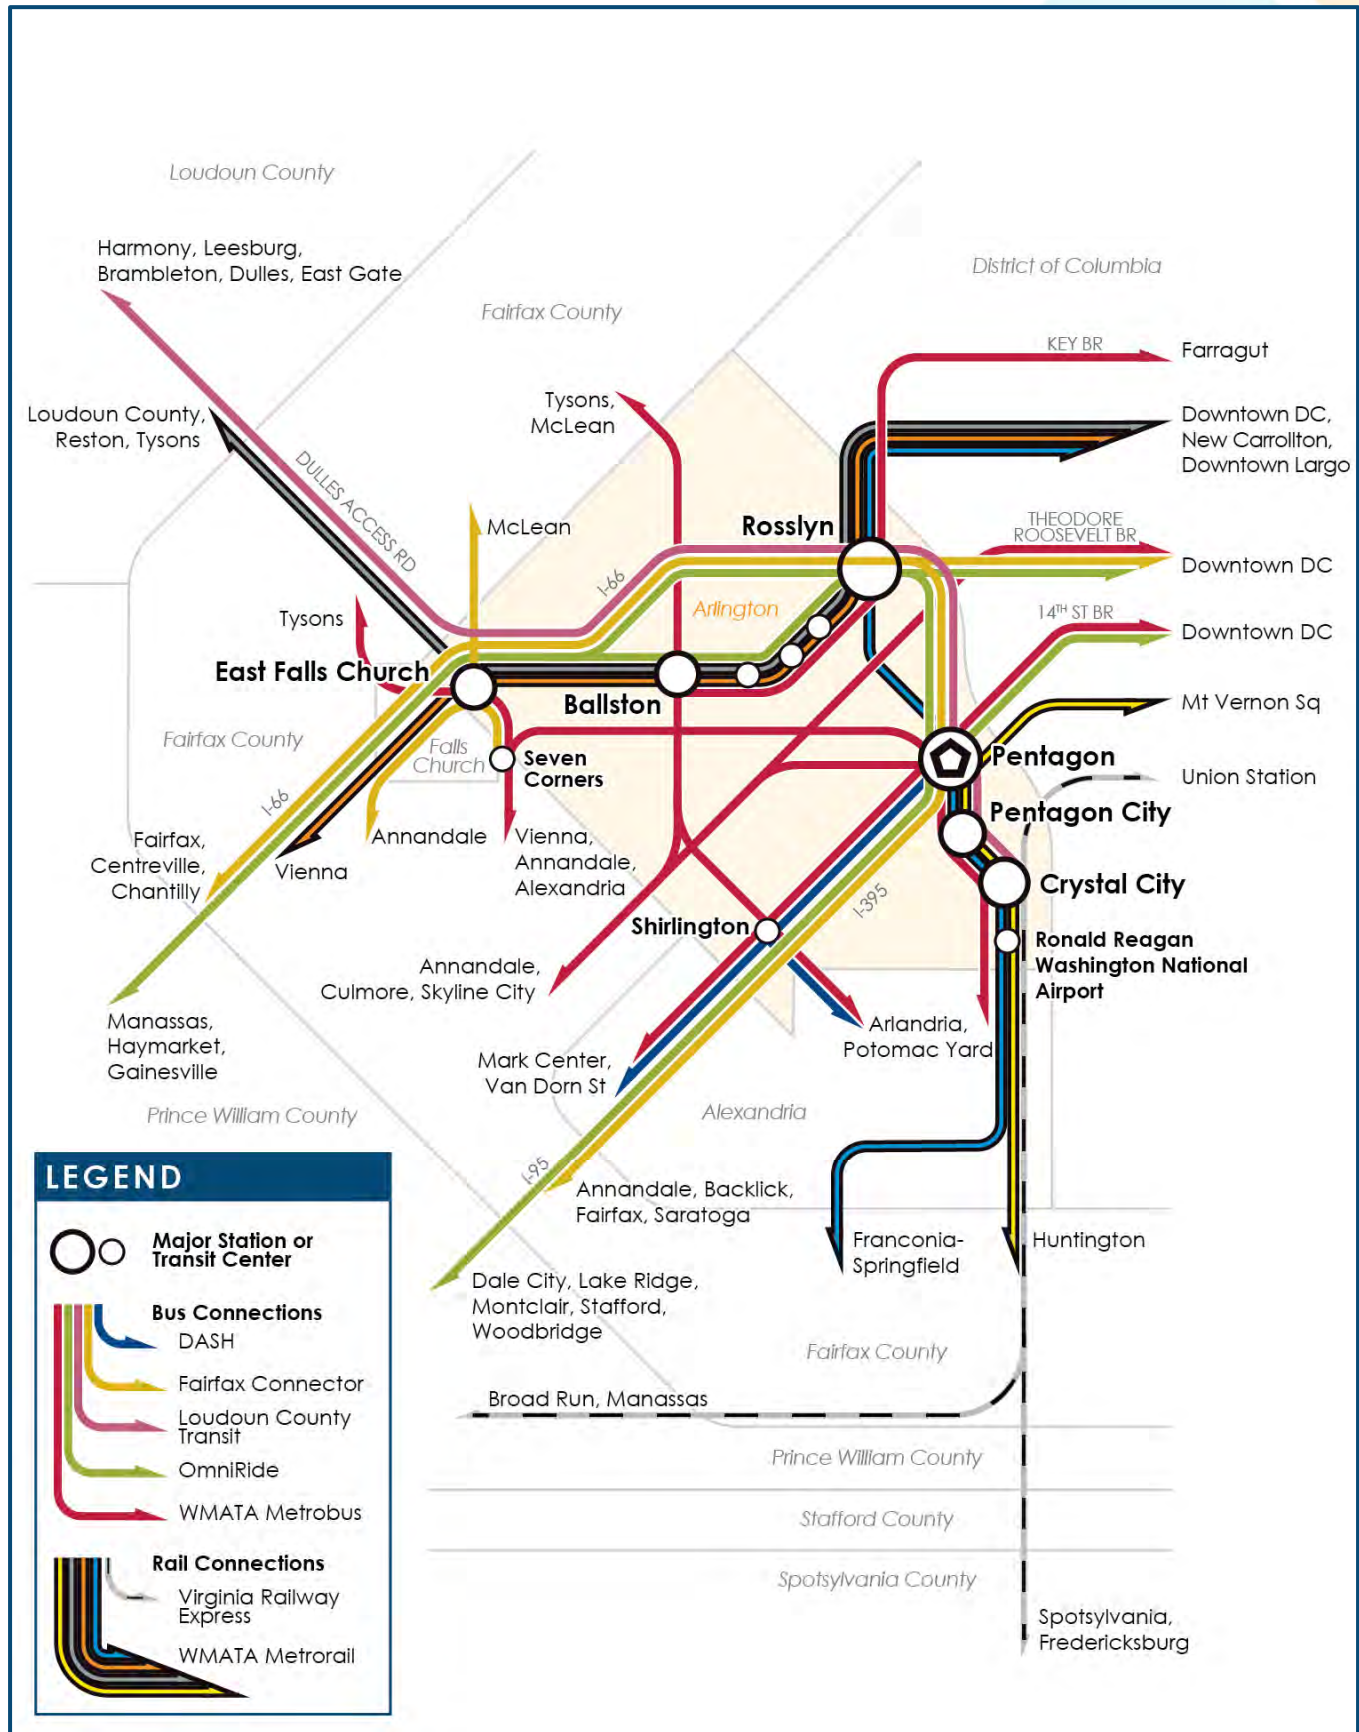 Loudoun County
Harmony, Leesburg,
Brambleton, Dulles, East Gate
District of Columbia
Fairfax County
KEY BR
Farragut
Tysons,
McLean
Loudoun County,
Reston, Tysons
Downtown DC,
New Carrollton,
Downtown Largo
DULLES ACCESS RD
McLean
Rosslyn
THEODORE
ROOSEVELT BR
Downtown DC
I-66
Arlington
Tysons
14TH ST BR
Downtown DC
East Falls Church
Ballston
Mt Vernon Sq
Fairfax County
Falls
Church
Seven
Corners
Pentagon
Union Station
I-66
Pentagon City
Fairfax,
Centreville,
Chantilly
Vienna
Annandale
Vienna,
Annandale,
Alexandria
Crystal City
I-395
Shirlington
Ronald Reagan
Washington National
Airport
Annandale,
Culmore, Skyline City
Manassas,
Haymarket,
Gainesville
Arlandria,
Potomac Yard
Mark Center,
Van Dorn St
Prince William County
Alexandria
I-95
Annandale, Backlick,
Fairfax, Saratoga
Franconia-
Springfield
Huntington
Dale City, Lake Ridge,
Montclair, Stafford,
Woodbridge
Fairfax County
Broad Run, Manassas
Prince William County
Stafford County
Spotsylvania County
Spotsylvania,
Fredericksburg
LEGEND
Major Station or
Transit Center
Bus Connections
DASH
Fairfax Connector
Loudoun County
Transit
OmniRide
WMATA Metrobus
Rail Connections
Virginia Railway
Express
WMATA Metrorail